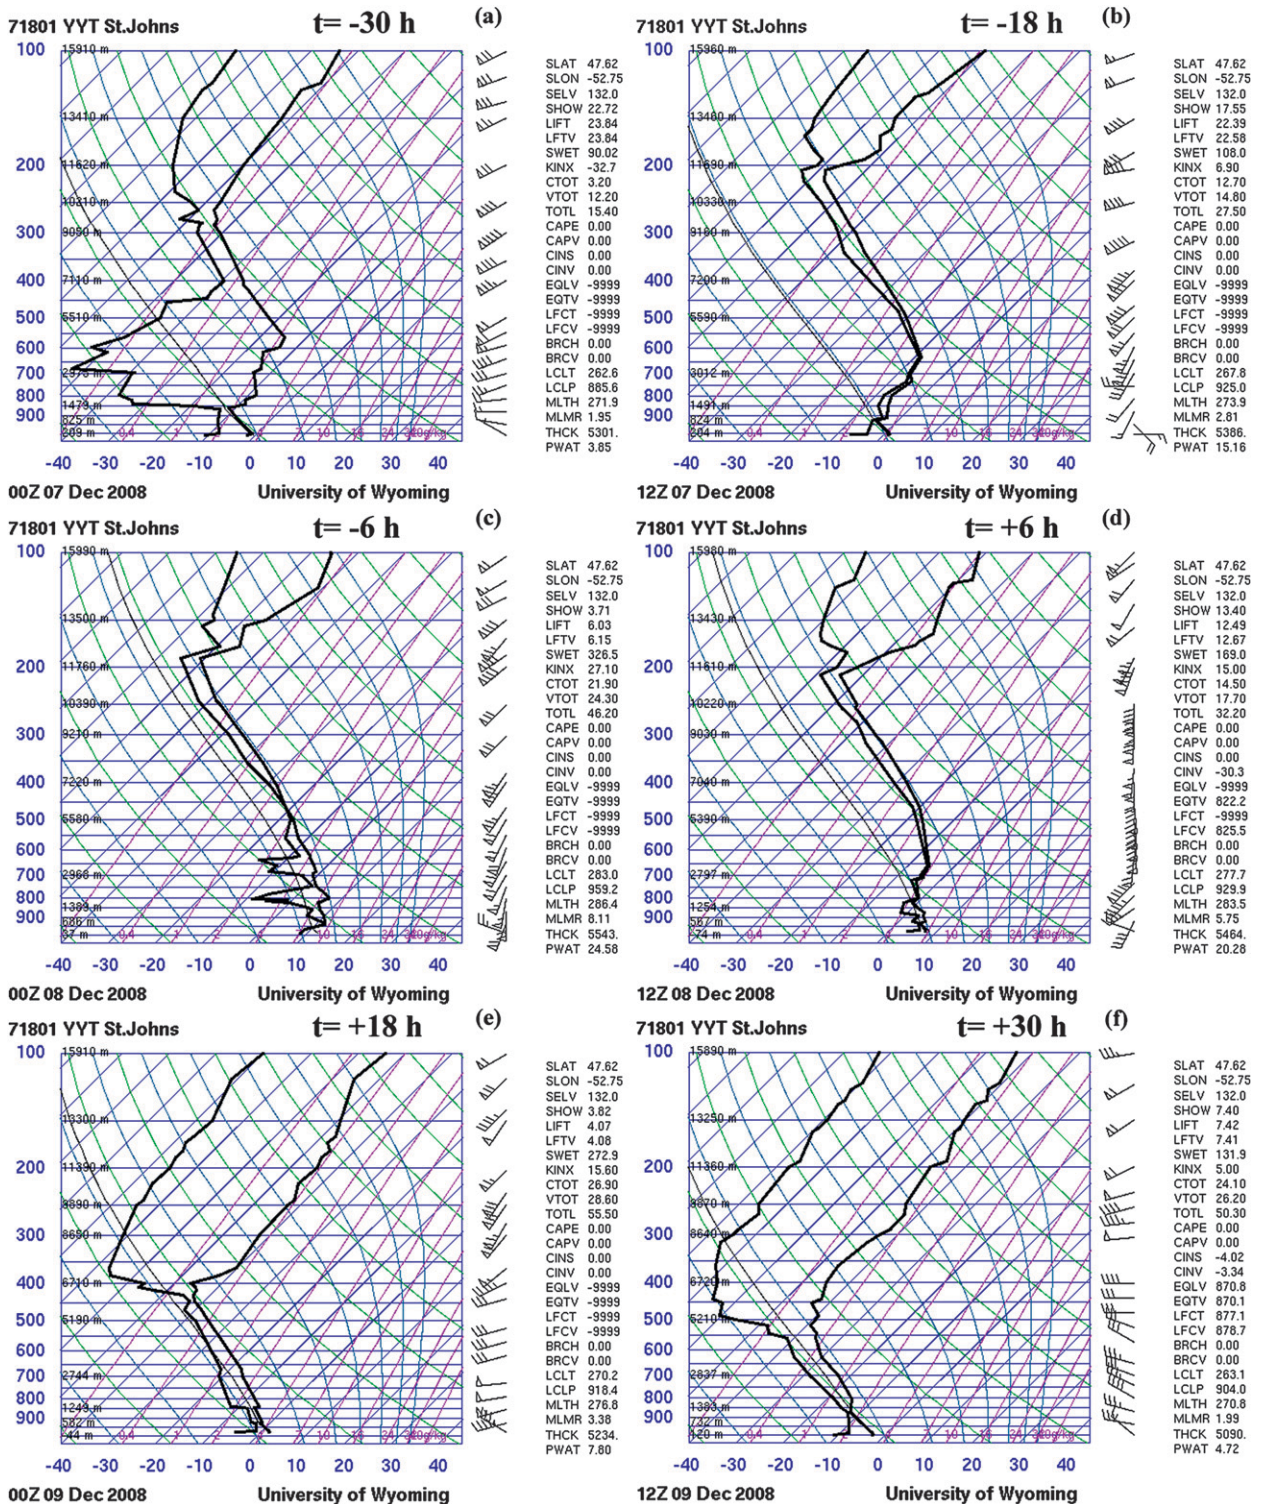 71801 YYT St.Johns
t= -30 h
(a)
100
200
300
400
500
600
700
800
900
15910 m
13410 m
11620 m
10310 m
9050 m
7110 m
5510 m
2973 m
1479 m
825 m
209 m
-40 -30 -20 -10 0 10 20 30 40
00Z 07 Dec 2008
University of Wyoming
SLAT 47.62
SLON -52.75
SELV 132.0
SHOW 22.72
LIFT 23.84
LFTV 23.84
SWET 90.02
KINX -32.7
CTOT 3.20
VTOT 12.20
TOTL 15.40
CAPE 0.00
CAPV 0.00
CINS 0.00
CINV 0.00
EQLV -9999
EQTV -9999
LFCT -9999
LFCV -9999
BRCH 0.00
BRCV 0.00
LCLT 262.6
LCLP 885.6
MLTH 271.9
MLMR 1.95
THCK 5301.
PWAT 3.85
71801 YYT St.Johns
t= -18 h
(b)
100
200
300
400
500
600
700
800
900
15960 m
13460 m
11690 m
10330 m
9160 m
7200 m
5590 m
3012 m
1491 m
824 m
204 m
-40 -30 -20 -10 0 10 20 30 40
12Z 07 Dec 2008
University of Wyoming
SLAT 47.62
SLON -52.75
SELV 132.0
SHOW 17.55
LIFT 22.39
LFTV 22.58
SWET 108.0
KINX 6.90
CTOT 12.70
VTOT 14.80
TOTL 27.50
CAPE 0.00
CAPV 0.00
CINS 0.00
CINV 0.00
EQLV -9999
EQTV -9999
LFCT -9999
LFCV -9999
BRCH 0.00
BRCV 0.00
LCLT 267.8
LCLP 925.0
MLTH 273.9
MLMR 2.81
THCK 5386.
PWAT 15.16
71801 YYT St.Johns
t= -6 h
(c)
100
200
300
400
500
600
700
800
900
15990 m
13500 m
11760 m
10390 m
9210 m
7220 m
5580 m
2966 m
1389 m
686 m
37 m
-40 -30 -20 -10 0 10 20 30 40
00Z 08 Dec 2008
University of Wyoming
SLAT 47.62
SLON -52.75
SELV 132.0
SHOW 3.71
LIFT 6.03
LFTV 6.15
SWET 326.5
KINX 27.10
CTOT 21.90
VTOT 24.30
TOTL 46.20
CAPE 0.00
CAPV 0.00
CINS 0.00
CINV 0.00
EQLV -9999
EQTV -9999
LFCT -9999
LFCV -9999
BRCH 0.00
BRCV 0.00
LCLT 283.0
LCLP 959.2
MLTH 286.4
MLMR 8.11
THCK 5543.
PWAT 24.58
71801 YYT St.Johns
t= +6 h
(d)
100
200
300
400
500
600
700
800
900
15980 m
13430 m
11610 m
10220 m
9030 m
7040 m
5390 m
2797 m
1254 m
567 m
-74 m
-40 -30 -20 -10 0 10 20 30 40
12Z 08 Dec 2008
University of Wyoming
SLAT 47.62
SLON -52.75
SELV 132.0
SHOW 13.40
LIFT 12.49
LFTV 12.67
SWET 169.0
KINX 15.00
CTOT 14.50
VTOT 17.70
TOTL 32.20
CAPE 0.00
CAPV 0.00
CINS 0.00
CINV -30.3
EQLV -9999
EQTV 822.2
LFCT -9999
LFCV 825.5
BRCH 0.00
BRCV 0.00
LCLT 277.7
LCLP 929.9
MLTH 283.5
MLMR 5.75
THCK 5464.
PWAT 20.28
71801 YYT St.Johns
t= +18 h
(e)
100
200
300
400
500
600
700
800
900
15910 m
13300 m
11390 m
9890 m
8650 m
6710 m
5190 m
2744 m
1243 m
582 m
-44 m
-40 -30 -20 -10 0 10 20 30 40
00Z 09 Dec 2008
University of Wyoming
SLAT 47.62
SLON -52.75
SELV 132.0
SHOW 3.82
LIFT 4.07
LFTV 4.08
SWET 272.9
KINX 15.60
CTOT 26.90
VTOT 28.60
TOTL 55.50
CAPE 0.00
CAPV 0.00
CINS 0.00
CINV 0.00
EQLV -9999
EQTV -9999
LFCT -9999
LFCV -9999
BRCH 0.00
BRCV 0.00
LCLT 270.2
LCLP 918.4
MLTH 276.8
MLMR 3.38
THCK 5234.
PWAT 7.80
71801 YYT St.Johns
t= +30 h
(f)
100
200
300
400
500
600
700
800
900
15890 m
13250 m
11360 m
9870 m
8640 m
6720 m
5210 m
2837 m
1383 m
732 m
120 m
-40 -30 -20 -10 0 10 20 30 40
12Z 09 Dec 2008
University of Wyoming
SLAT 47.62
SLON -52.75
SELV 132.0
SHOW 7.40
LIFT 7.42
LFTV 7.41
SWET 131.9
KINX 5.00
CTOT 24.10
VTOT 26.20
TOTL 50.30
CAPE 0.00
CAPV 0.00
CINS -4.02
CINV -3.34
EQLV 870.8
EQTV 870.1
LFCT 877.1
LFCV 878.7
BRCH 0.00
BRCV 0.00
LCLT 263.1
LCLP 904.0
MLTH 270.8
MLMR 1.99
THCK 5090.
PWAT 4.72